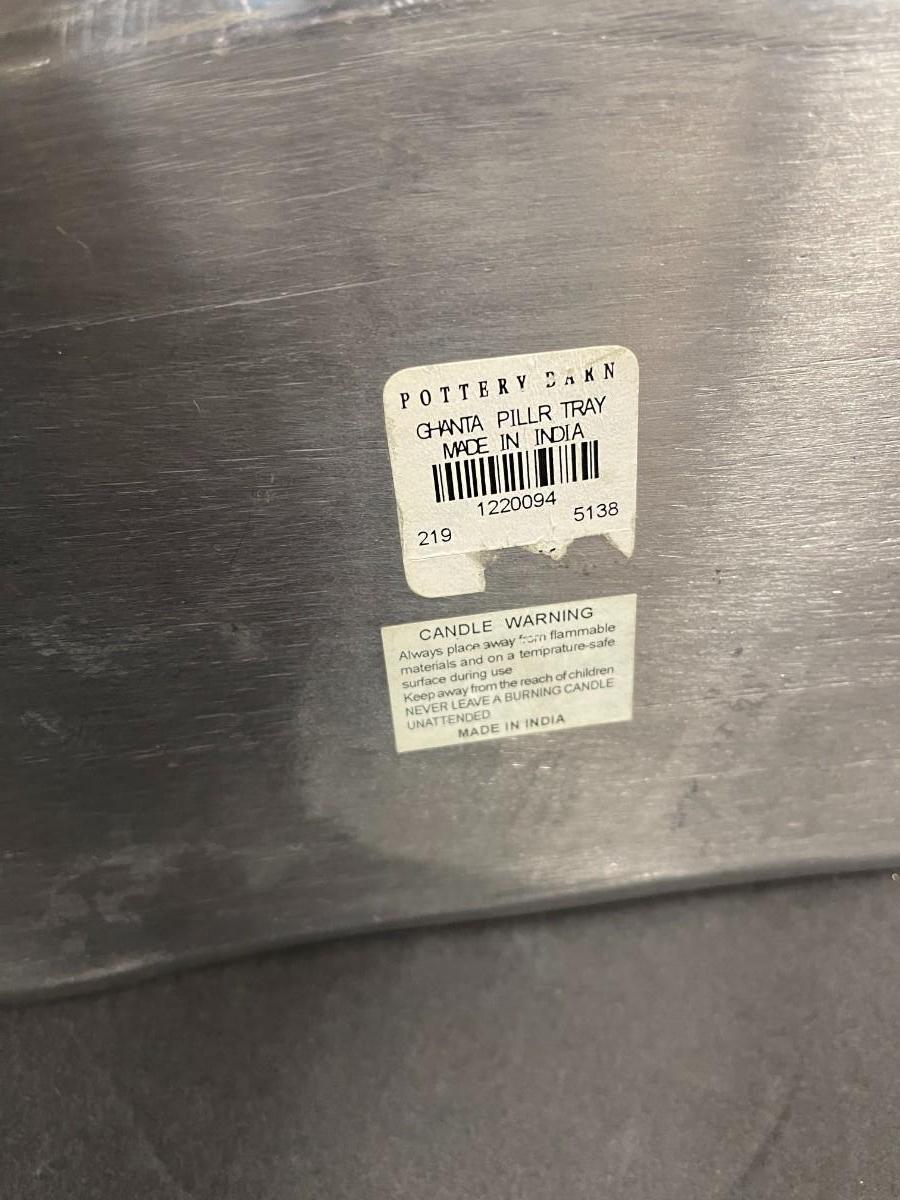 POTTERY BARN
GHANTA PILLR TRAY
MADE IN INDIA
1220094
219 5138
CANDLE WARNING
Always place away from flammable
materials and on a temprature-safe
surface during use
Keep away from the reach of children
NEVER LEAVE A BURNING CANDLE
UNATTENDED
MADE IN INDIA